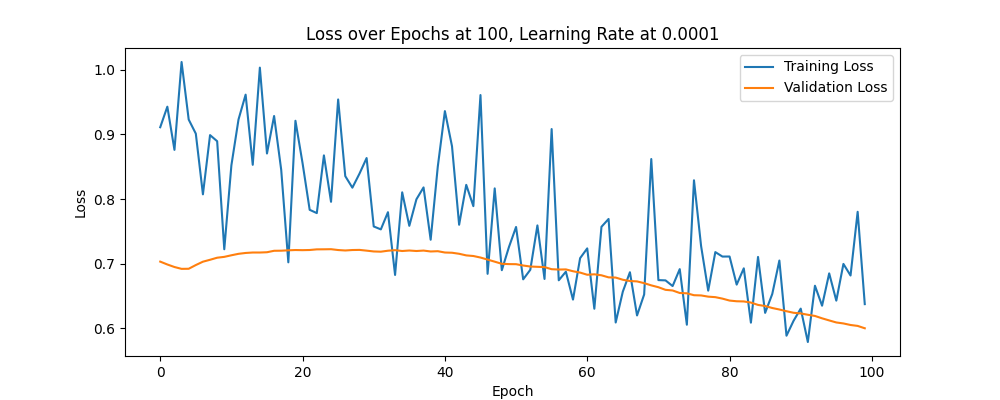 Loss over Epochs at 100, Learning Rate at 0.0001
Training Loss
Validation Loss
1.0
0.9
0.8
0.7
0.6
Loss
0 20 40 60 80 100
Epoch